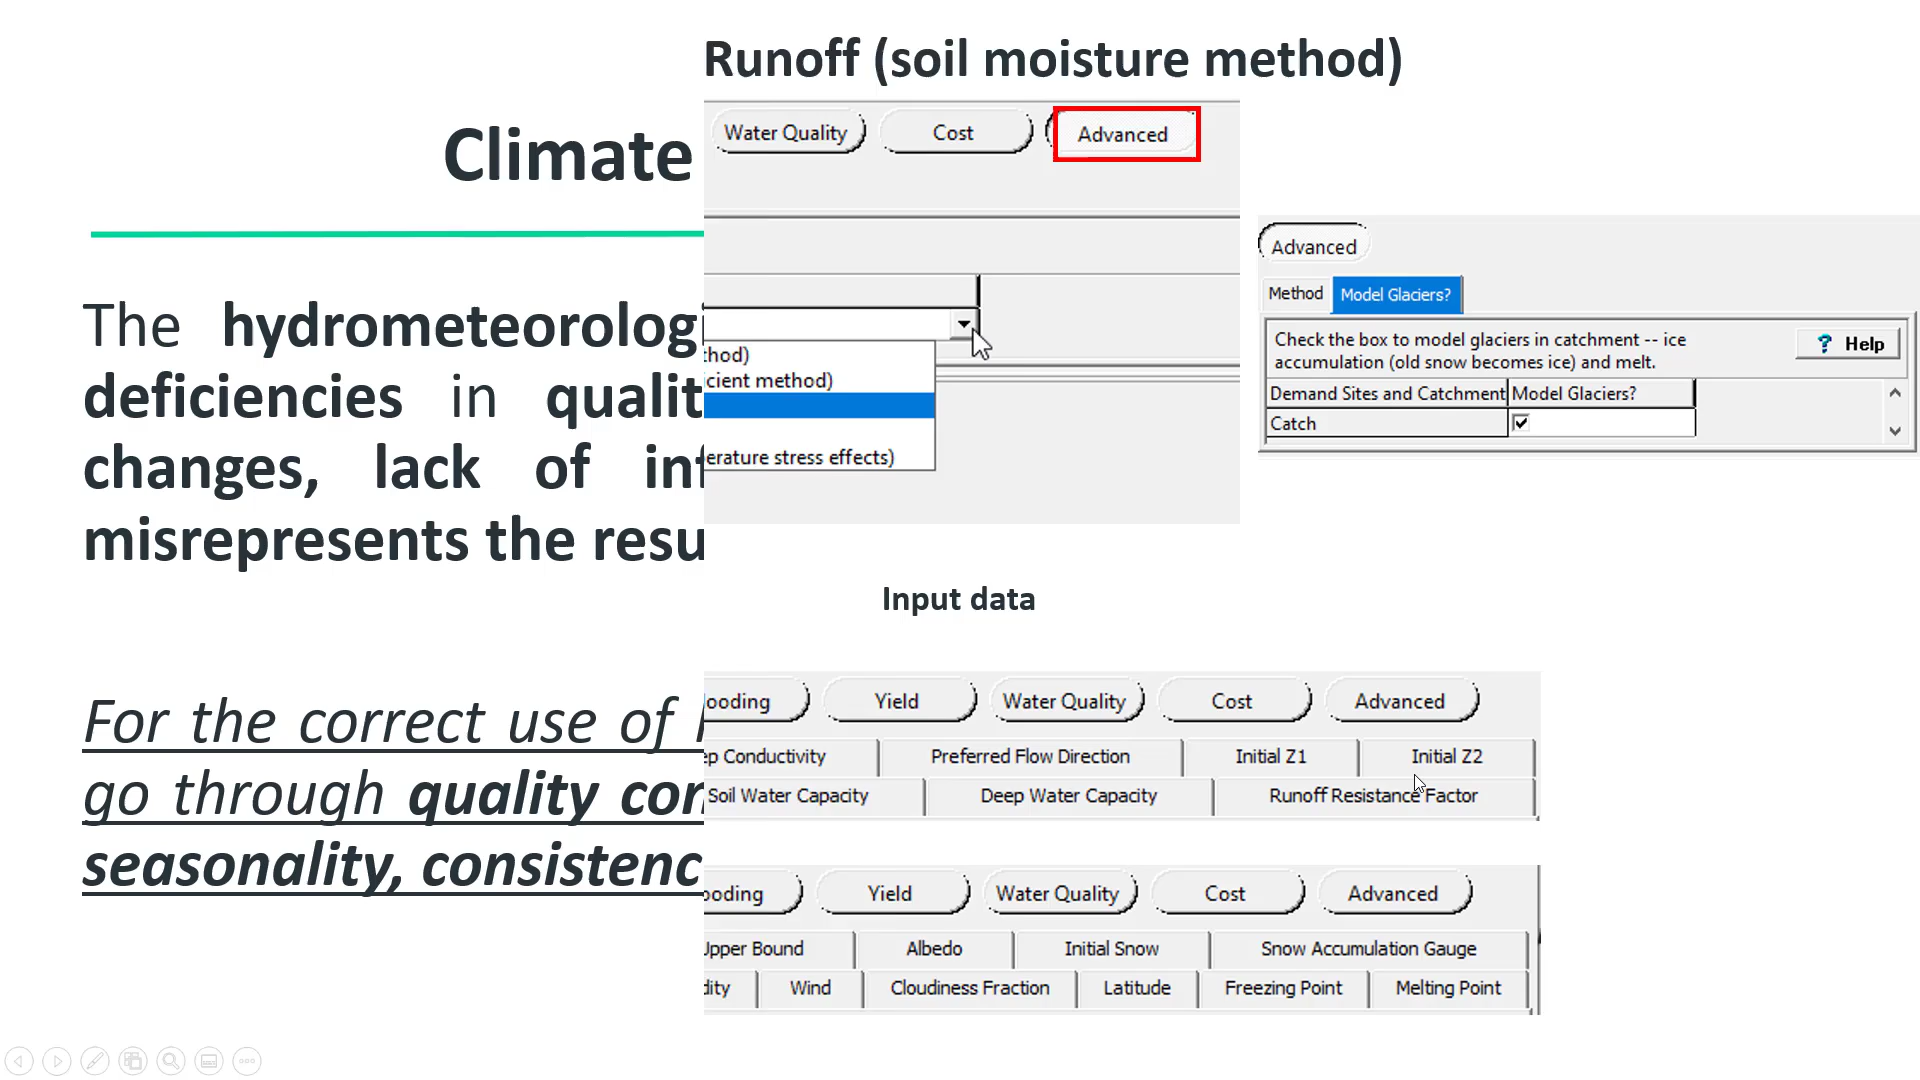 Runoff (soil moisture method)
Climate
The hydrometeorolog
deficiencies in qualit
changes, lack of inf
misrepresents the resu
For the correct use of
go through quality con
seasonality, consistenc
Water Quality Cost Advanced
thod)
cient method)
erature stress effects)
Advanced
Method Model Glaciers?
Check the box to model glaciers in catchment -- ice
accumulation (old snow becomes ice) and melt.
? Help
Demand Sites and Catchment Model Glaciers?
Catch
Input data
ooding Yield Water Quality Cost Advanced
ep Conductivity Preferred Flow Direction Initial Z1 Initial Z2
Soil Water Capacity Deep Water Capacity Runoff Resistance Factor
ooding Yield Water Quality Cost Advanced
Upper Bound Albedo Initial Snow Snow Accumulation Gauge
dity Wind Cloudiness Fraction Latitude Freezing Point Melting Point